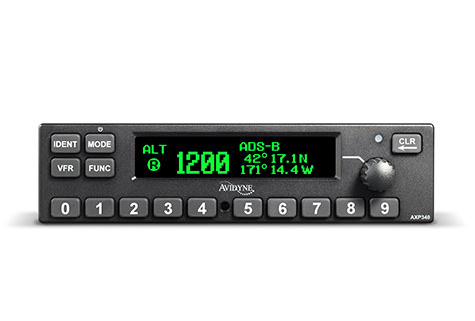 IDENT MODE
VFR FUNC
ALT
R
1200
ADS-B
42°17.1N
171°14.4W
CLR
AVIDYNE
0 1 2 3 4 5 6 7 8 9
AXP340